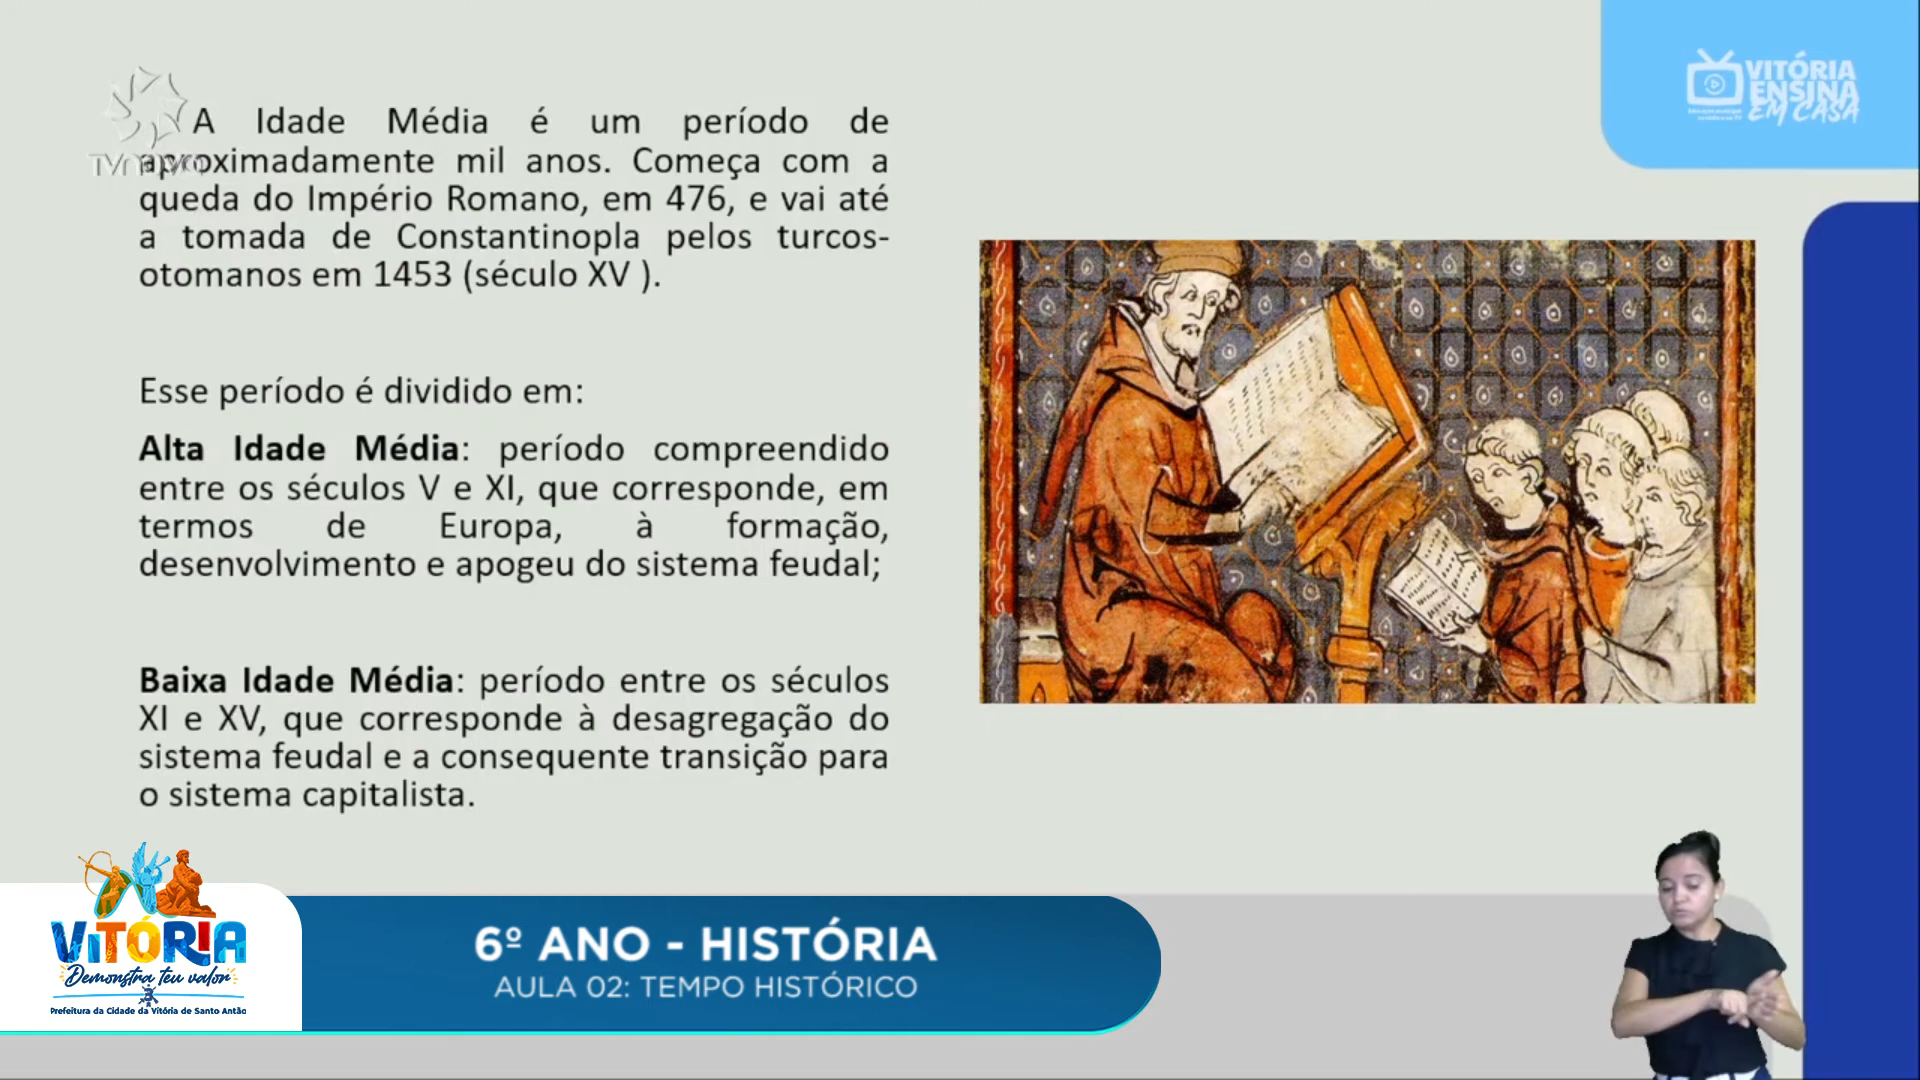 A Idade Média é um período de
aproximadamente mil anos. Começa com a
queda do Império Romano, em 476, e vai até
a tomada de Constantinopla pelos turcos-
otomanos em 1453 (século XV ).
Esse período é dividido em:
Alta Idade Média: período compreendido
entre os séculos V e XI, que corresponde, em
termos de Europa, à formação,
desenvolvimento e apogeu do sistema feudal;
Baixa Idade Média: período entre os séculos
XI e XV, que corresponde à desagregação do
sistema feudal e a consequente transição para
o sistema capitalista.
VITÓRIA
ENSINA
EM CASA
VITÓRIA
Demonstra teu valor
Prefeitura da Cidade da Vitória de Santo Antão
6º ANO - HISTÓRIA
AULA 02: TEMPO HISTÓRICO